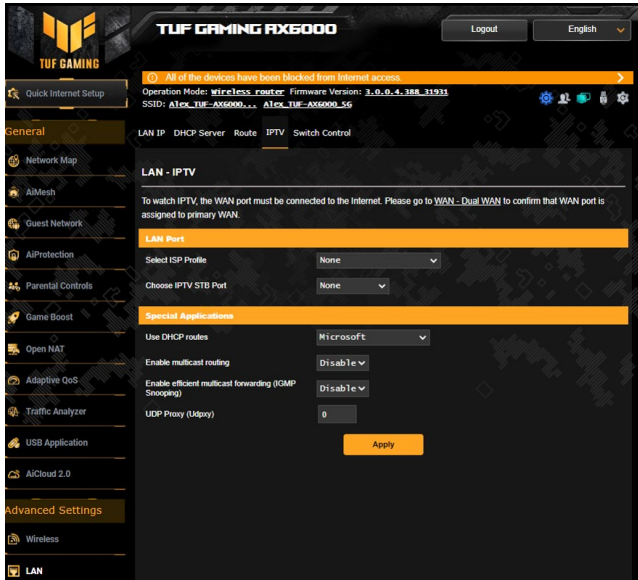 TUF GAMING AX6000
Logout
English
TUF GAMING
All of the devices have been blocked from Internet access.
Quick Internet Setup
Operation Mode: Wireless router Firmware Version: 3.0.0.4.388_31931
SSID: Alex_TUF-AX6000... Alex_TUF-AX6000_5G
General
LAN IP DHCP Server Route IPTV Switch Control
Network Map
AiMesh
Guest Network
AiProtection
Parental Controls
Game Boost
Open NAT
Adaptive QoS
Traffic Analyzer
USB Application
AiCloud 2.0
Advanced Settings
Wireless
LAN
LAN - IPTV
To watch IPTV, the WAN port must be connected to the Internet. Please go to WAN - Dual WAN to confirm that WAN port is
assigned to primary WAN.
LAN Port
Select ISP Profile None
Choose IPTV STB Port None
Special Applications
Use DHCP routes Microsoft
Enable multicast routing Disable
Enable efficient multicast forwarding (IGMP
Snooping) Disable
UDP Proxy (Udpxy) 0
Apply